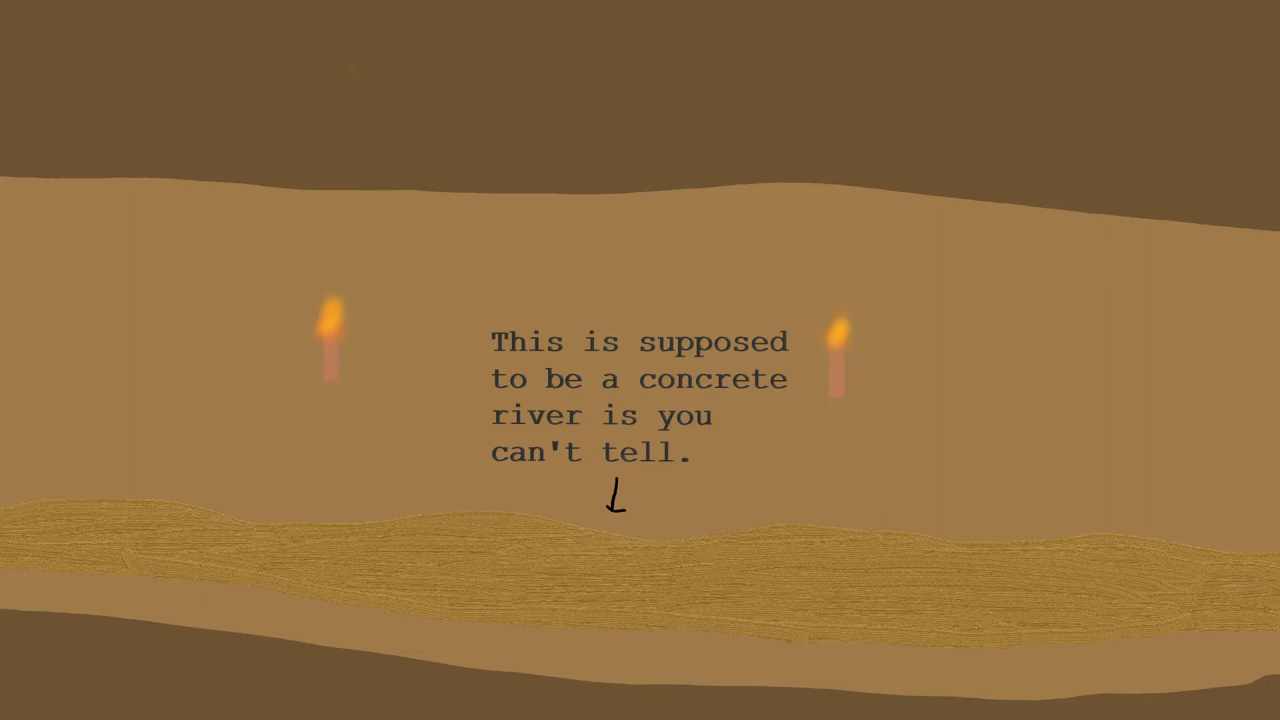 This is supposed
to be a concrete
river is you
can't tell.